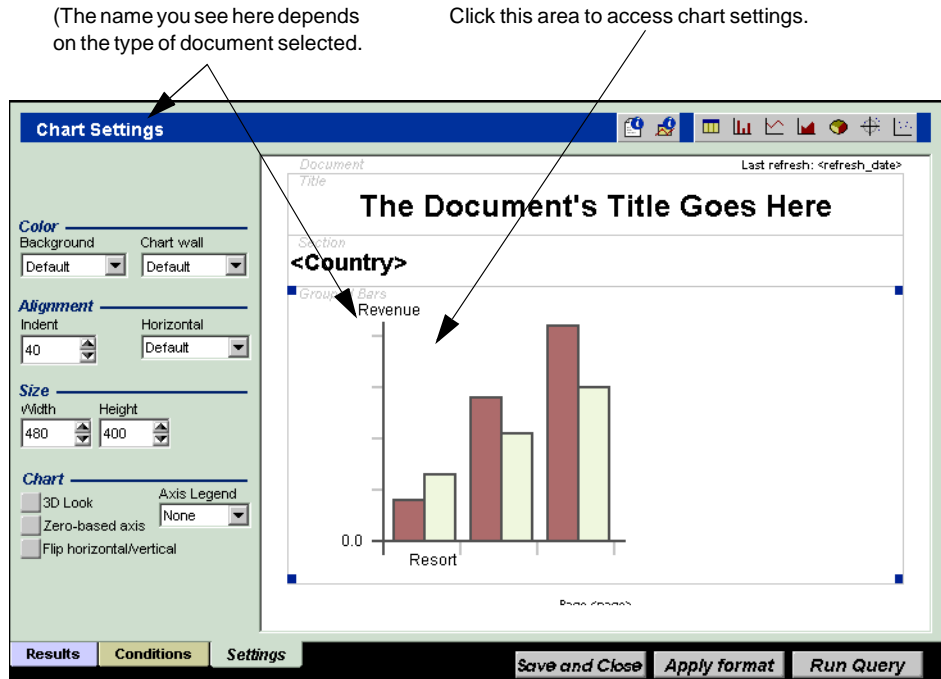 (The name you see here depends
on the type of document selected.
Click this area to access chart settings.
Chart Settings
Document
Last refresh: <refresh_date>
Title
The Document's Title Goes Here
Section
<Country>
Color
Background
Chart wall
Default
Default
Alignment
Indent
Horizontal
40
Default
Size
Width
Height
480
400
Chart
3D Look
Axis Legend
None
Zero-based axis
Flip horizontal/vertical
Bars
Revenue
0.0
Resort
Page <page>
Results
Conditions
Settings
Save and Close
Apply format
Run Query